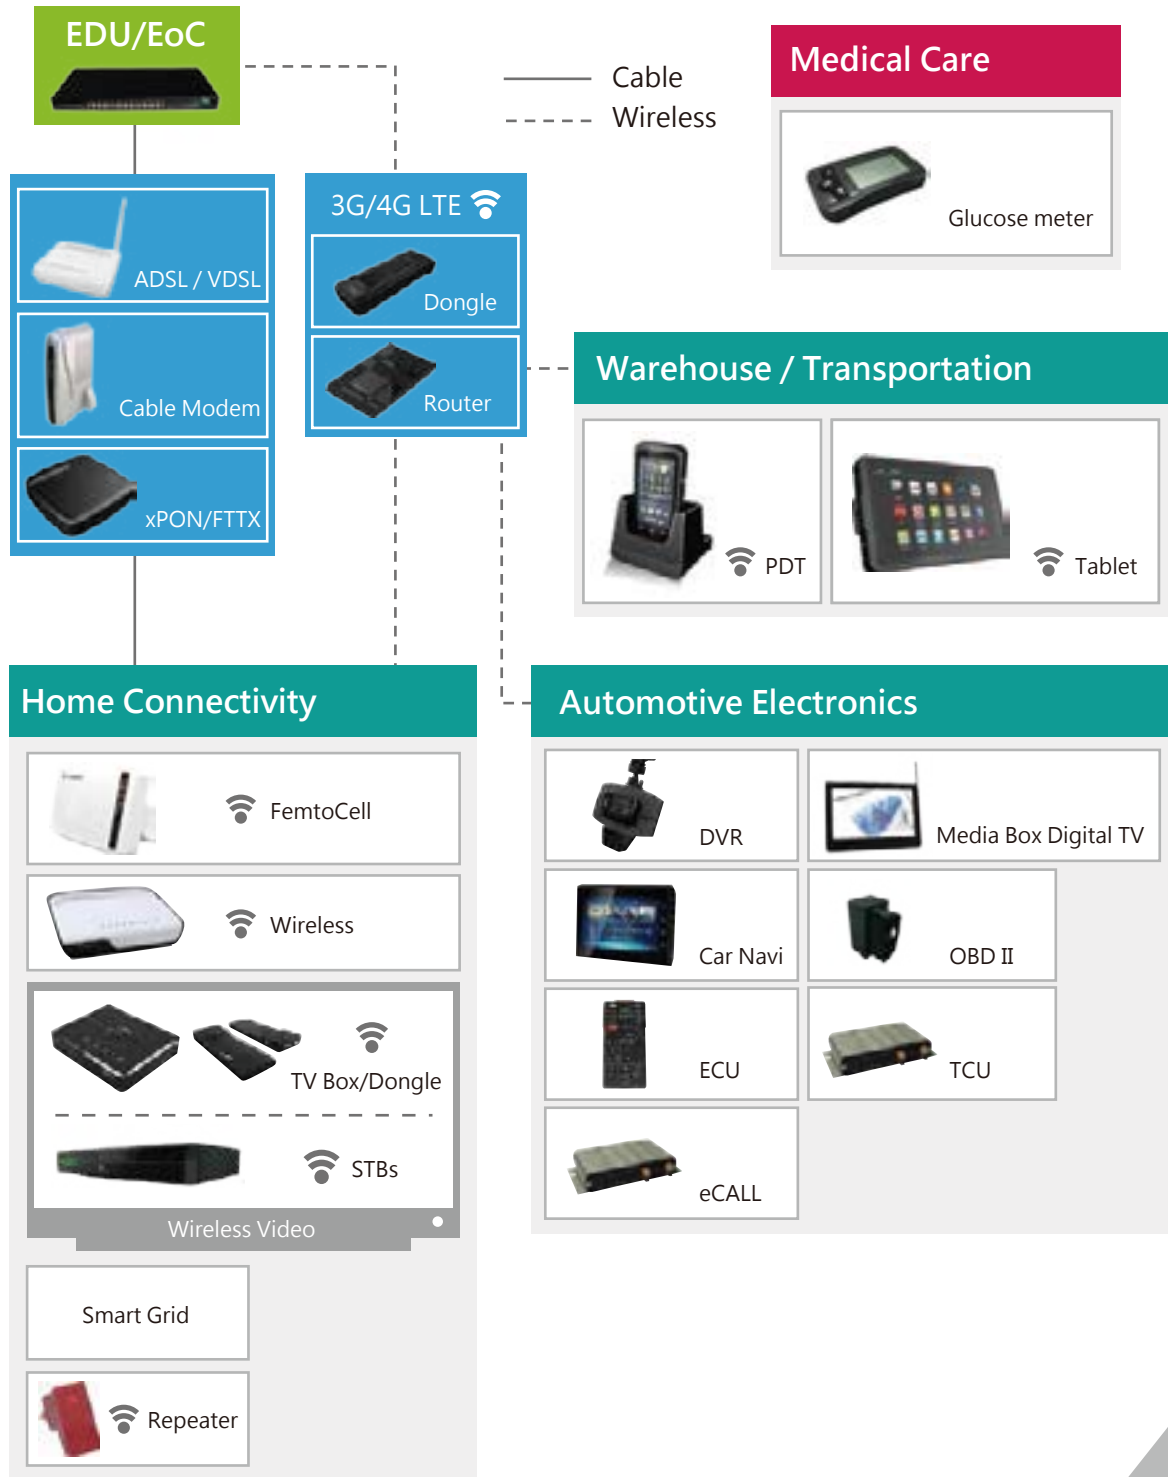 EDU/EoC
Cable
Wireless
Medical Care
Glucose meter
ADSL / VDSL
Cable Modem
xPON/FTTX
3G/4G LTE
Dongle
Router
Warehouse / Transportation
PDT
Tablet
Home Connectivity
FemtoCell
Wireless
TV Box/Dongle
STBs
Wireless Video
Smart Grid
Repeater
Automotive Electronics
DVR
Media Box Digital TV
Car Navi
OBD II
ECU
TCU
eCALL